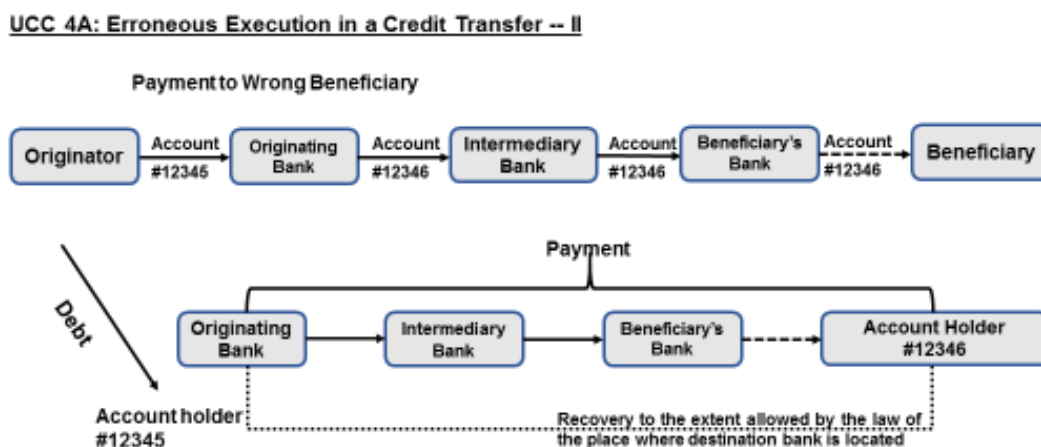 UCC 4A: Erroneous Execution in a Credit Transfer -- II
Payment to Wrong Beneficiary
Originator
Account
#12345
Originating
Bank
Account
#12346
Intermediary
Bank
Account
#12346
Beneficiary's
Bank
Account
#12346
Beneficiary
Debt
Account holder
#12345
Payment
Originating
Bank
Intermediary
Bank
Beneficiary's
Bank
Account Holder
#12346
Recovery to the extent allowed by the law of
the place where destination bank is located